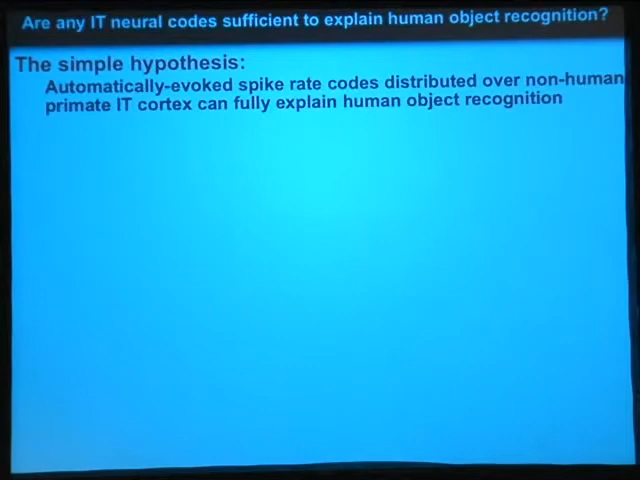 Are any IT neural codes sufficient to explain human object recognition?
The simple hypothesis:
Automatically-evoked spike rate codes distributed over non-human
primate IT cortex can fully explain human object recognition